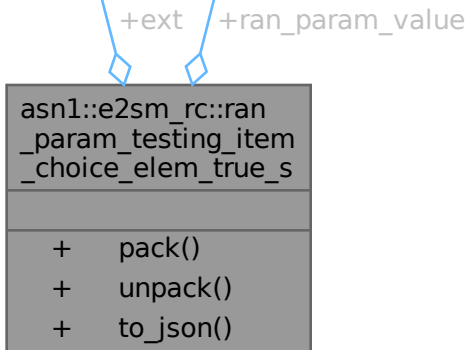 +ext +ran_param_value
asn1::e2sm_rc::ran
_param_testing_item
_choice_elem_true_s
+ pack()
+ unpack()
+ to_json()